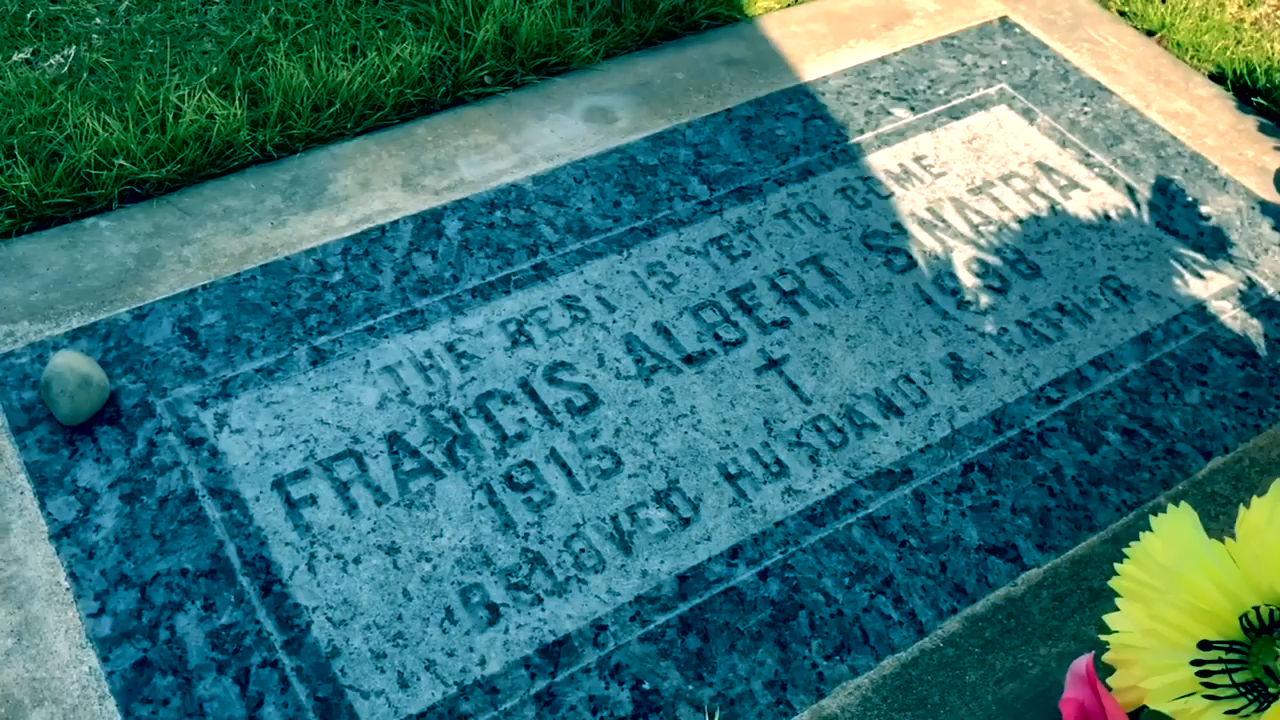 THE BEST IS YET TO COME
FRANCIS ALBERT SINATRA
1915 † 1998
BELOVED HUSBAND & FATHER